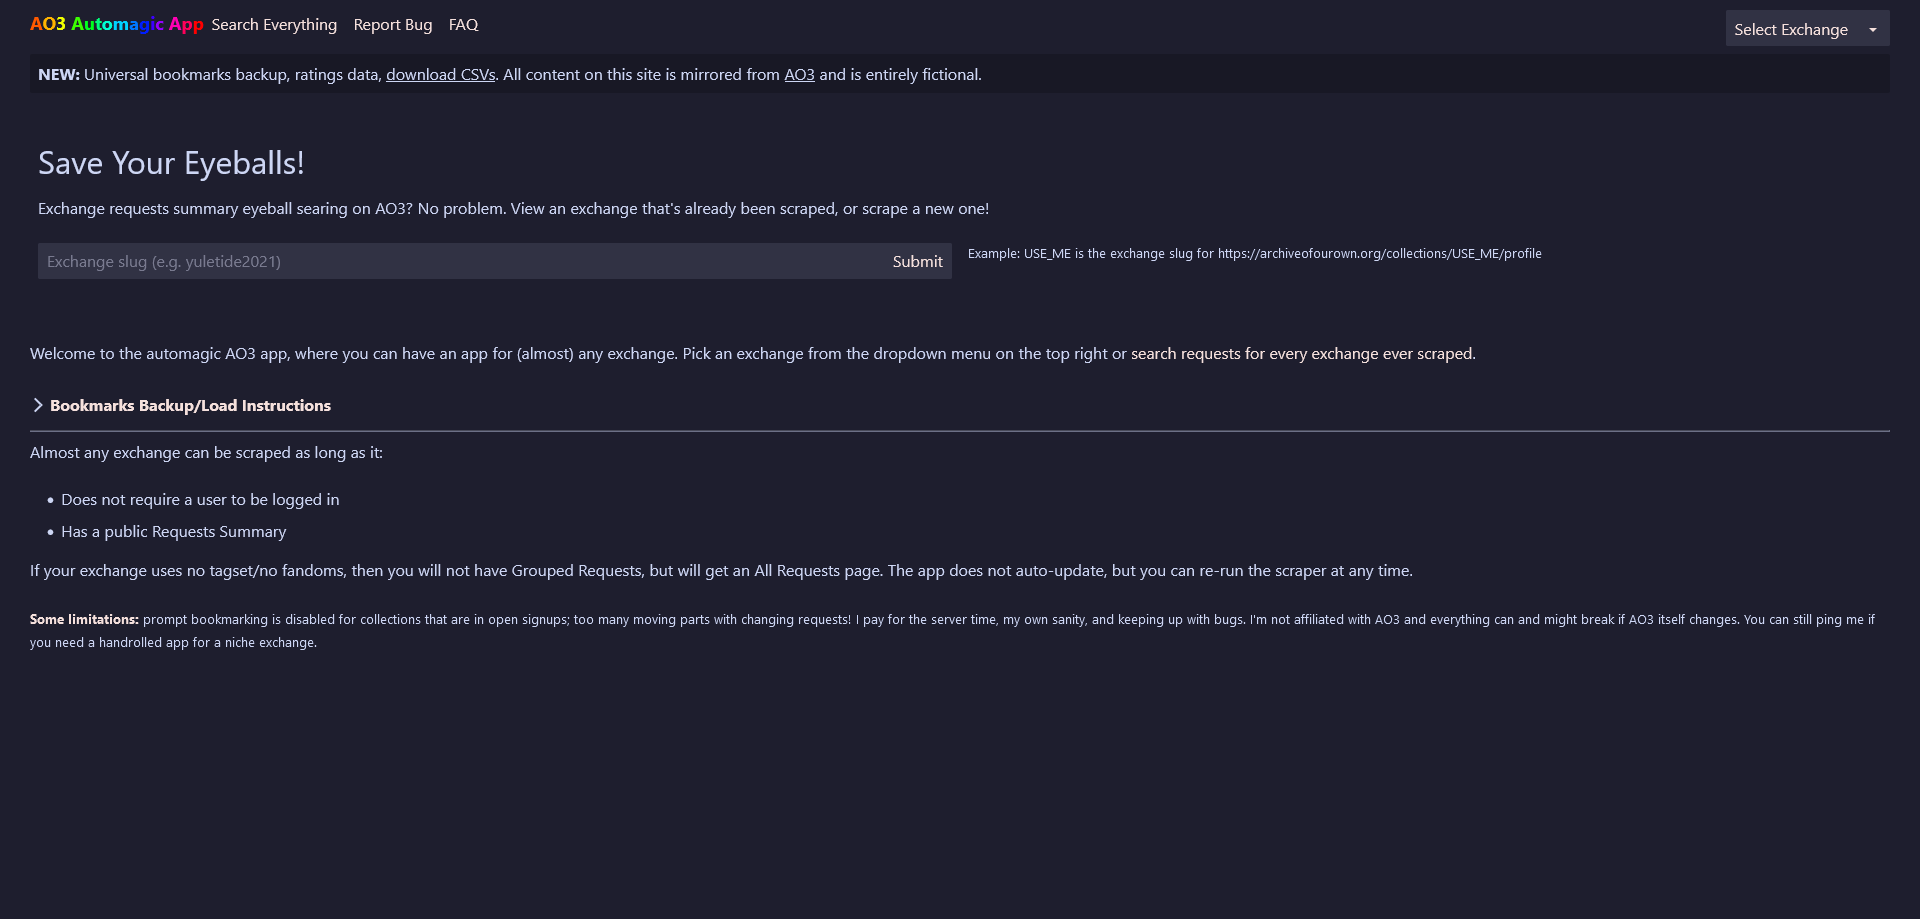 AO3 Automagic App Search Everything Report Bug FAQ Select Exchange
NEW: Universal bookmarks backup, ratings data, download CSVs. All content on this site is mirrored from AO3 and is entirely fictional.
Save Your Eyeballs!
Exchange requests summary eyeball searing on AO3? No problem. View an exchange that's already been scraped, or scrape a new one!
Exchange slug (e.g. yuletide2021) Submit Example: USE_ME is the exchange slug for https://archiveofourown.org/collections/USE_ME/profile
Welcome to the automagic AO3 app, where you can have an app for (almost) any exchange. Pick an exchange from the dropdown menu on the top right or search requests for every exchange ever scraped.
Bookmarks Backup/Load Instructions
Almost any exchange can be scraped as long as it:
• Does not require a user to be logged in
• Has a public Requests Summary
If your exchange uses no tagset/no fandoms, then you will not have Grouped Requests, but will get an All Requests page. The app does not auto-update, but you can re-run the scraper at any time.
Some limitations: prompt bookmarking is disabled for collections that are in open signups; too many moving parts with changing requests! I pay for the server time, my own sanity, and keeping up with bugs. I'm not affiliated with AO3 and everything can and might break if AO3 itself changes. You can still ping me if
you need a handrolled app for a niche exchange.